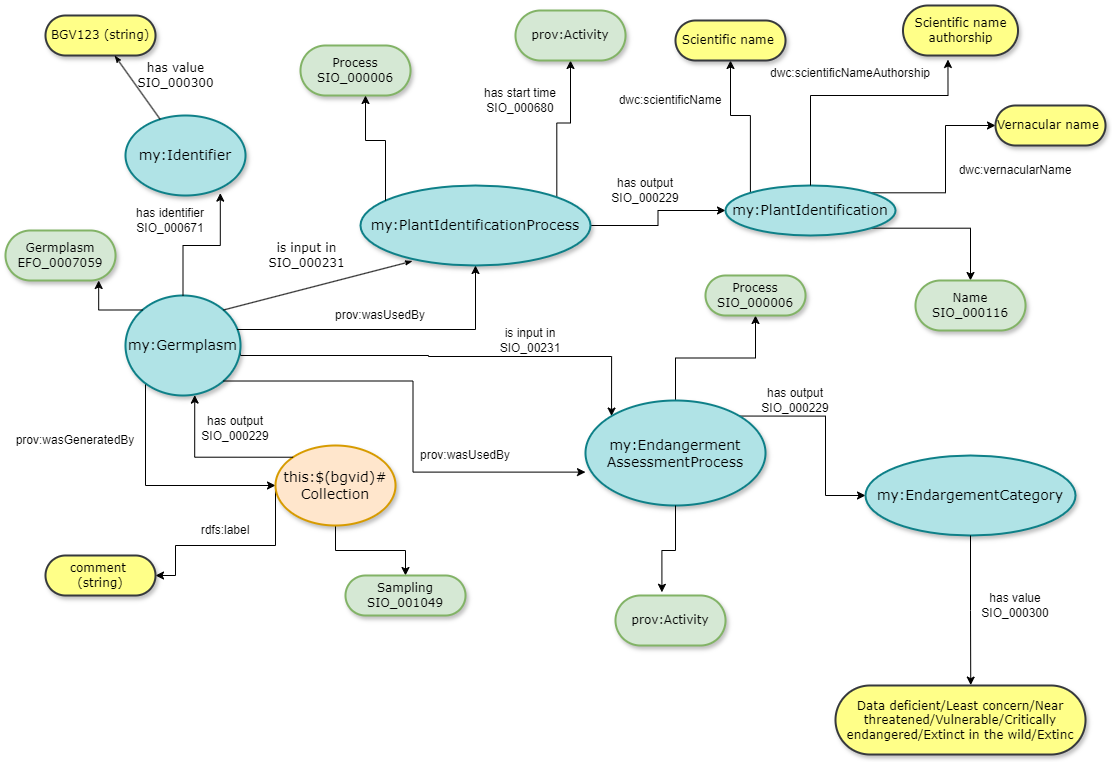 BGV123 (string)
has value
SIO_000300
my:Identifier
has identifier
SIO_000671
Germplasm
EFO_0007059
my:Germplasm
Process
SIO_000006
prov:Activity
has start time
SIO_000680
my:PlantIdentificationProcess
is input in
SIO_000231
prov:wasUsedBy
has output
SIO_000229
Scientific name
dwc:scientificName
Scientific name
authorship
dwc:scientificNameAuthorship
Vernacular name
dwc:vernacularName
my:PlantIdentification
Name
SIO_000116
Process
SIO_000006
is input in
SIO_00231
has output
SIO_000229
prov:wasGeneratedBy
has output
SIO_000229
prov:wasUsedBy
my:Endangerment
AssessmentProcess
this:$(bgvid)#
Collection
my:EndargementCategory
rdfs:label
comment
(string)
Sampling
SIO_001049
prov:Activity
has value
SIO_000300
Data deficient/Least concern/Near
threatened/Vulnerable/Critically
endangered/Extinct in the wild/Extinc